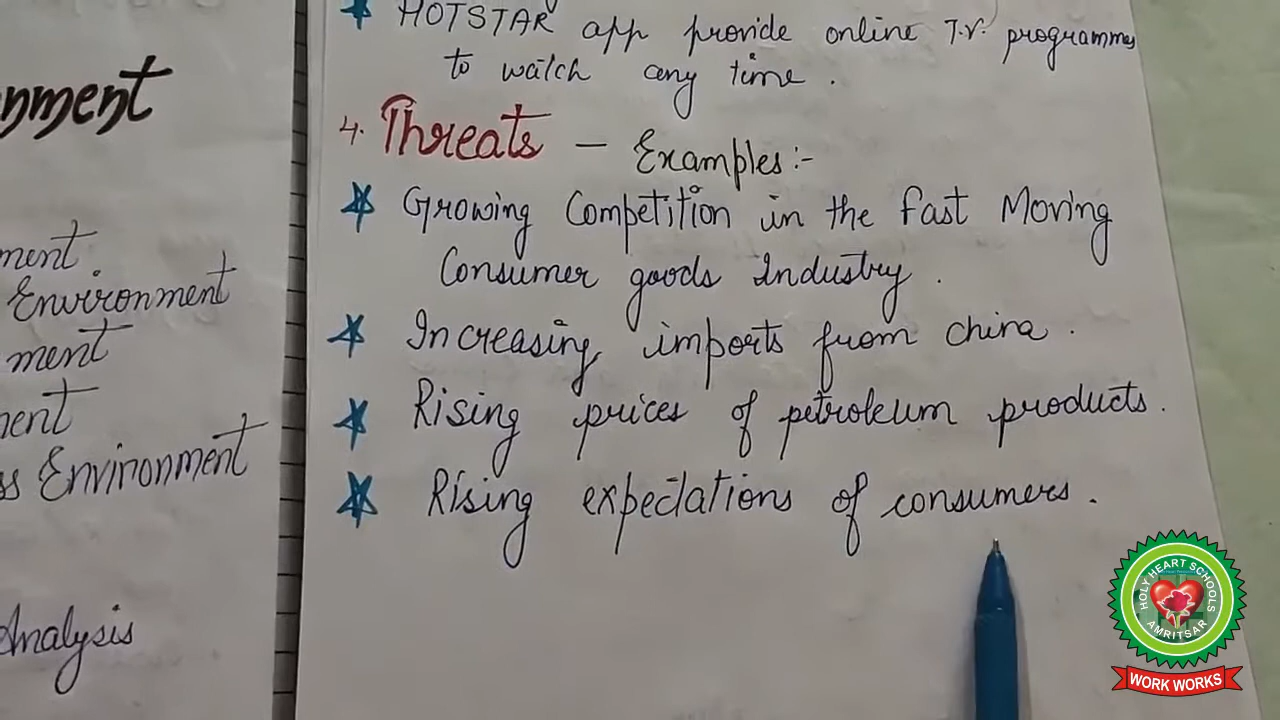 nment
ment.
Environment
ment
ment
ss Environment
Analysis
HOTSTAR app provide online T.V. programmes
to watch any time.
4. Threats — Examples:-
Growing Competition in the Fast Moving
Consumer goods Industry.
Increasing imports from China.
Rising prices of petroleum products.
Rising expectations of consumers.
HOLY HEART SCHOOLS
AMRITSAR
WORK WORKS